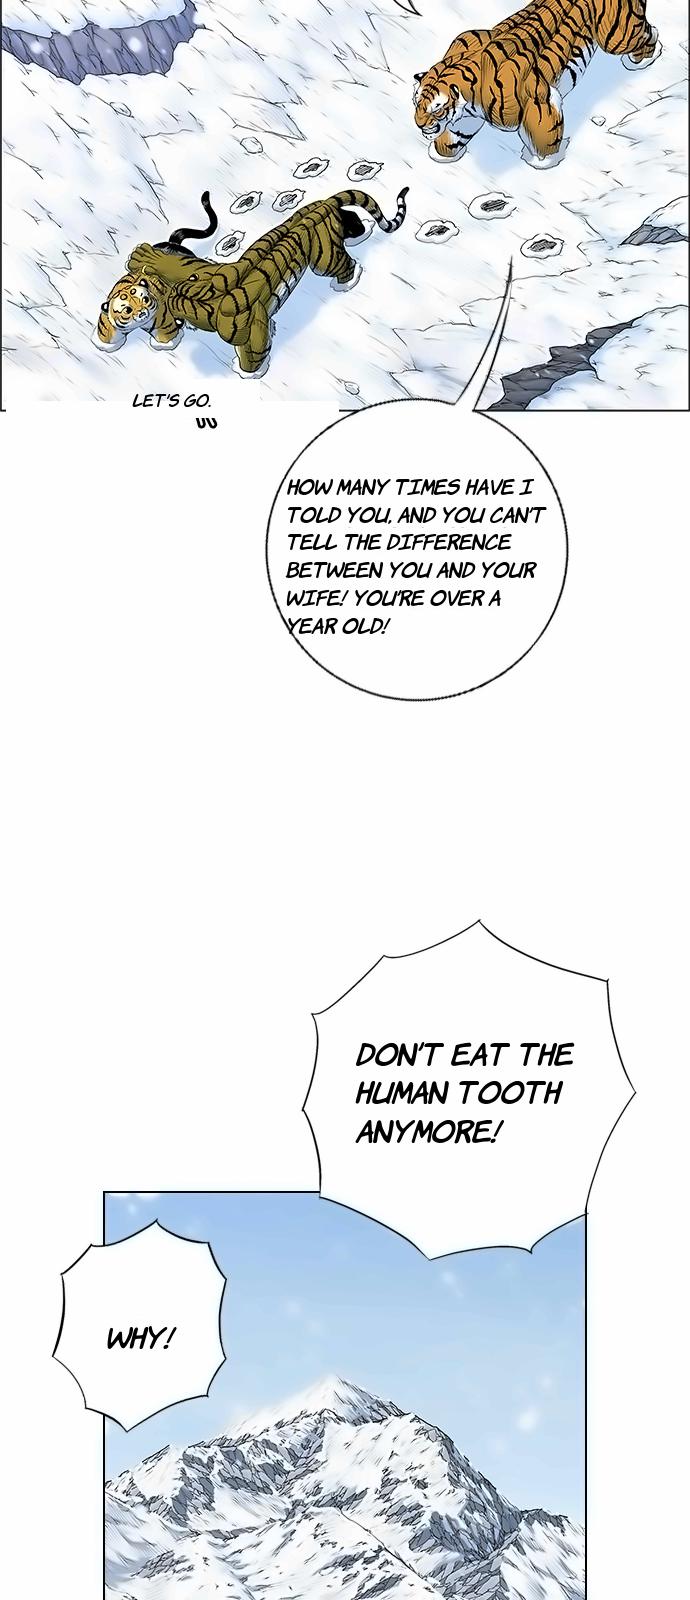 LET'S GO.
HOW MANY TIMES HAVE I
TOLD YOU, AND YOU CAN'T
TELL THE DIFFERENCE
BETWEEN YOU AND YOUR
WIFE! YOU'RE OVER A
YEAR OLD!
DON'T EAT THE
HUMAN TOOTH
ANYMORE!
WHY!